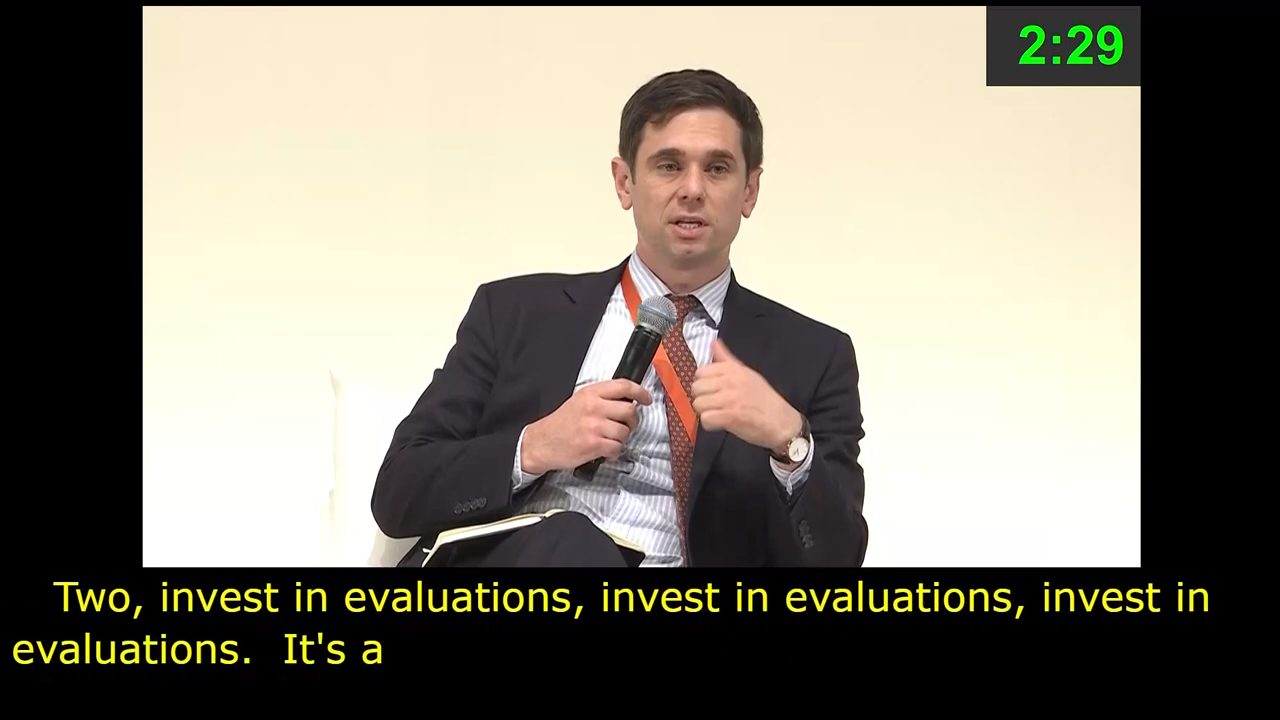 2:29
Two, invest in evaluations, invest in evaluations, invest in
evaluations.  It's a